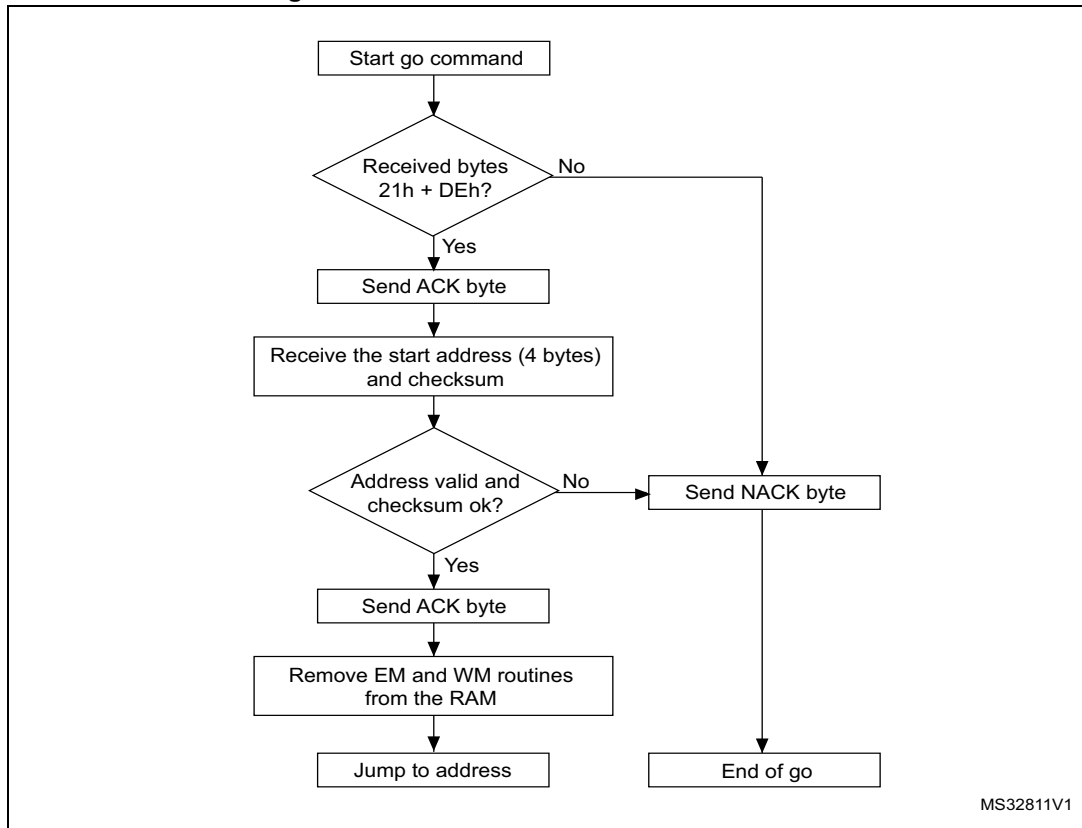 Start go command
Received bytes
21h + DEh?
No
Yes
Send ACK byte
Receive the start address (4 bytes)
and checksum
Address valid and
checksum ok?
No
Send NACK byte
Yes
Send ACK byte
Remove EM and WM routines
from the RAM
Jump to address
End of go
MS32811V1